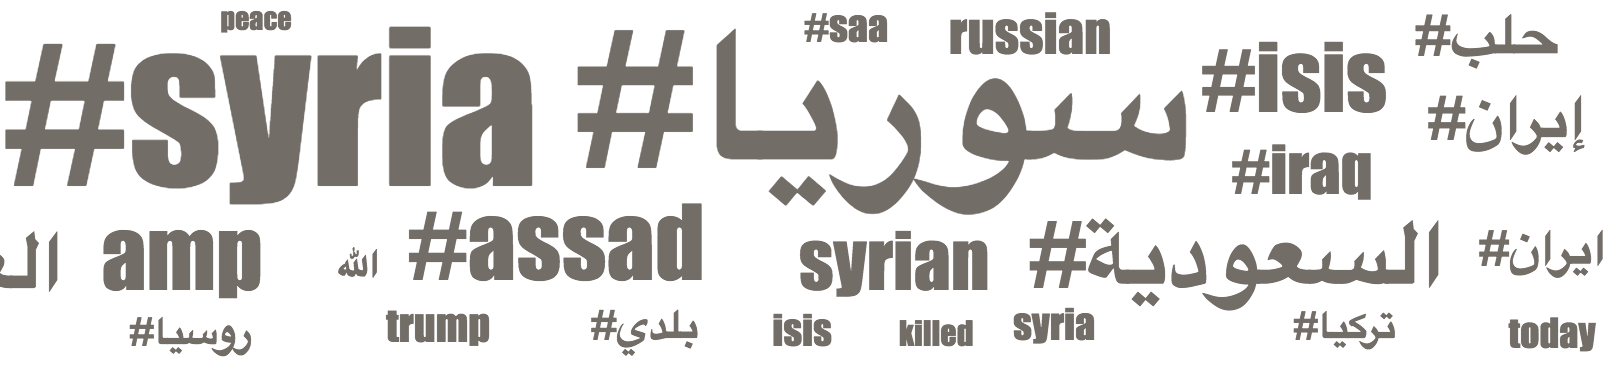 peace
#syria
#سوريا
#saa
russian
#isis
#حلب
#إيران
#iraq
amp
الله
#assad
syrian
#السعودية
#ايران
#روسيا
trump
#بلدي
isis
killed
syria
#تركيا
today